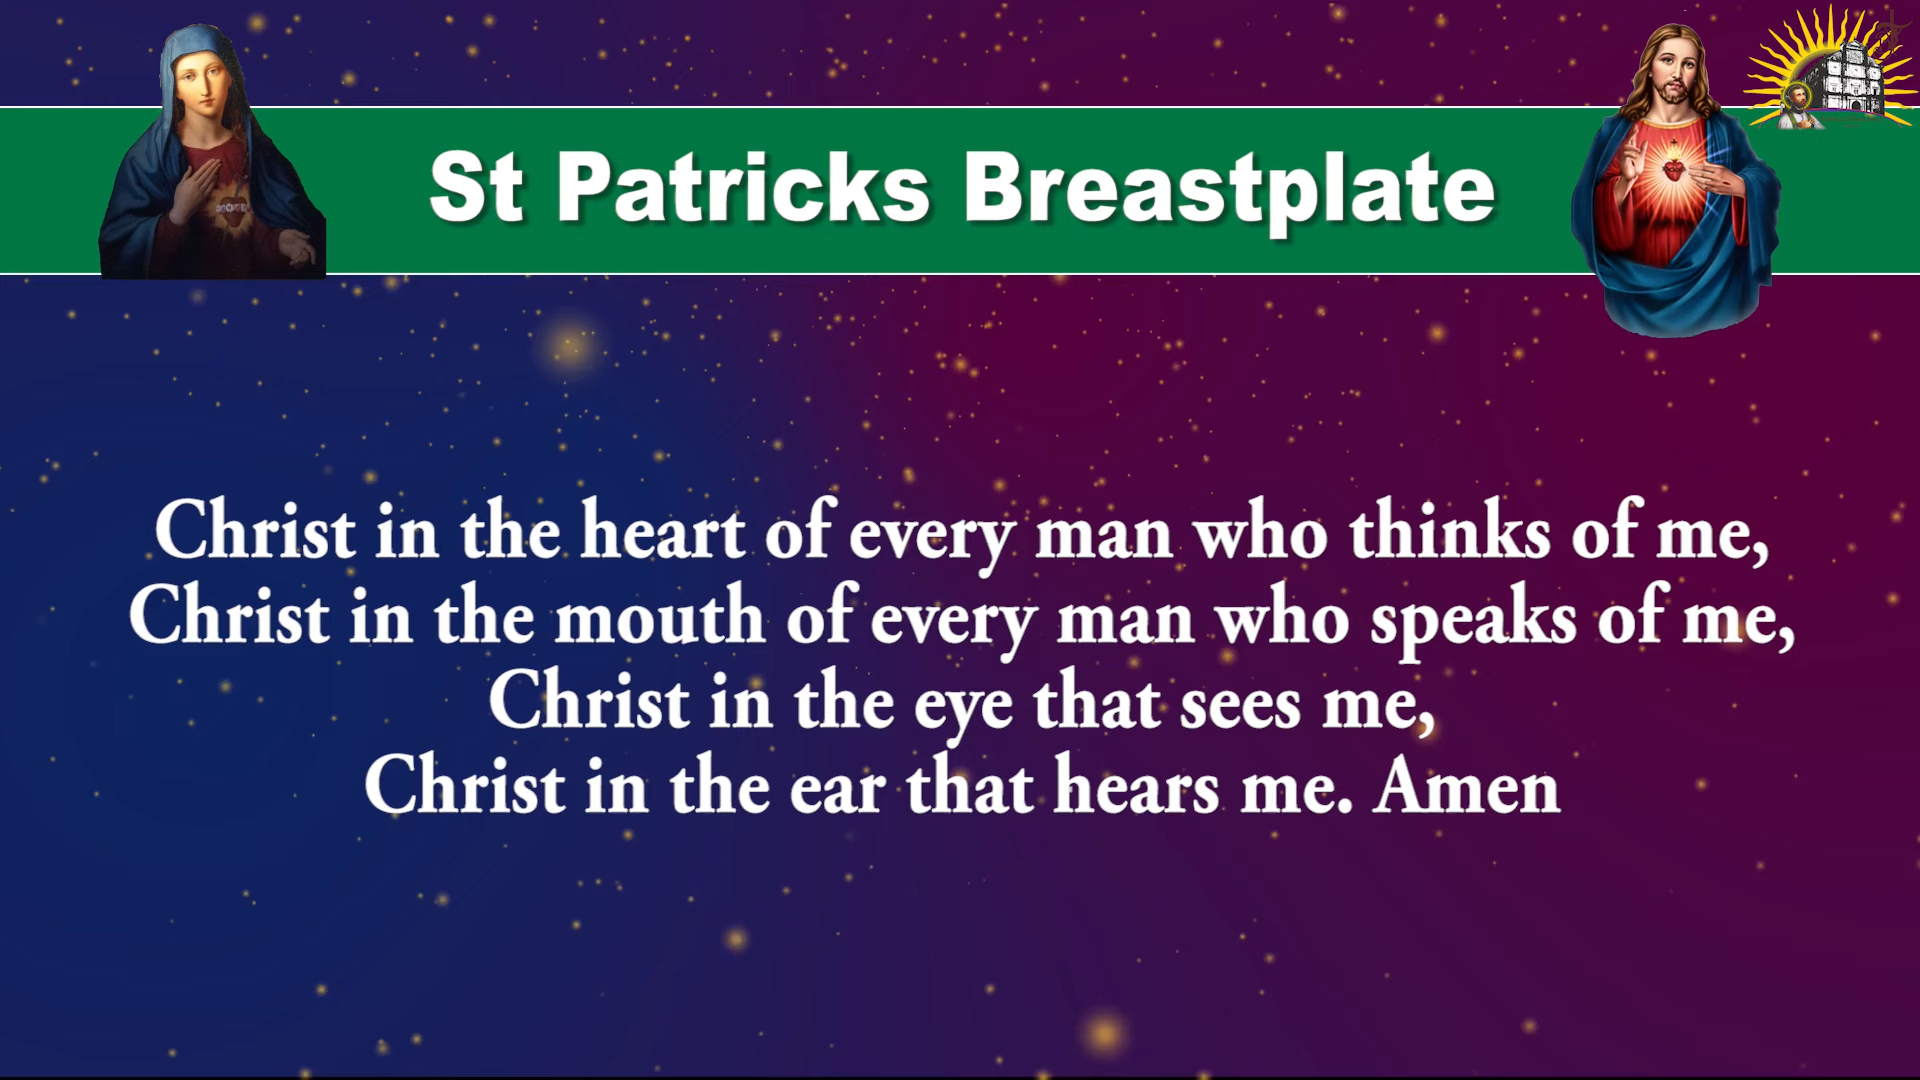 St Patricks Breastplate
Christ in the heart of every man who thinks of me,
Christ in the mouth of every man who speaks of me,
Christ in the eye that sees me,
Christ in the ear that hears me. Amen